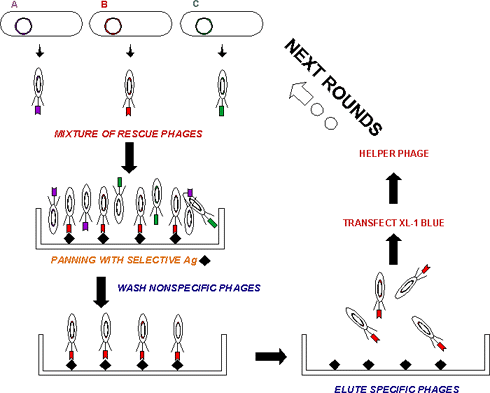 A
B
C
MIXTURE OF RESCUE PHAGES
PANNING WITH SELECTIVE Ag
WASH NONSPECIFIC PHAGES
ELUTE SPECIFIC PHAGES
TRANSFECT XL-1 BLUE
HELPER PHAGE
NEXT ROUNDS